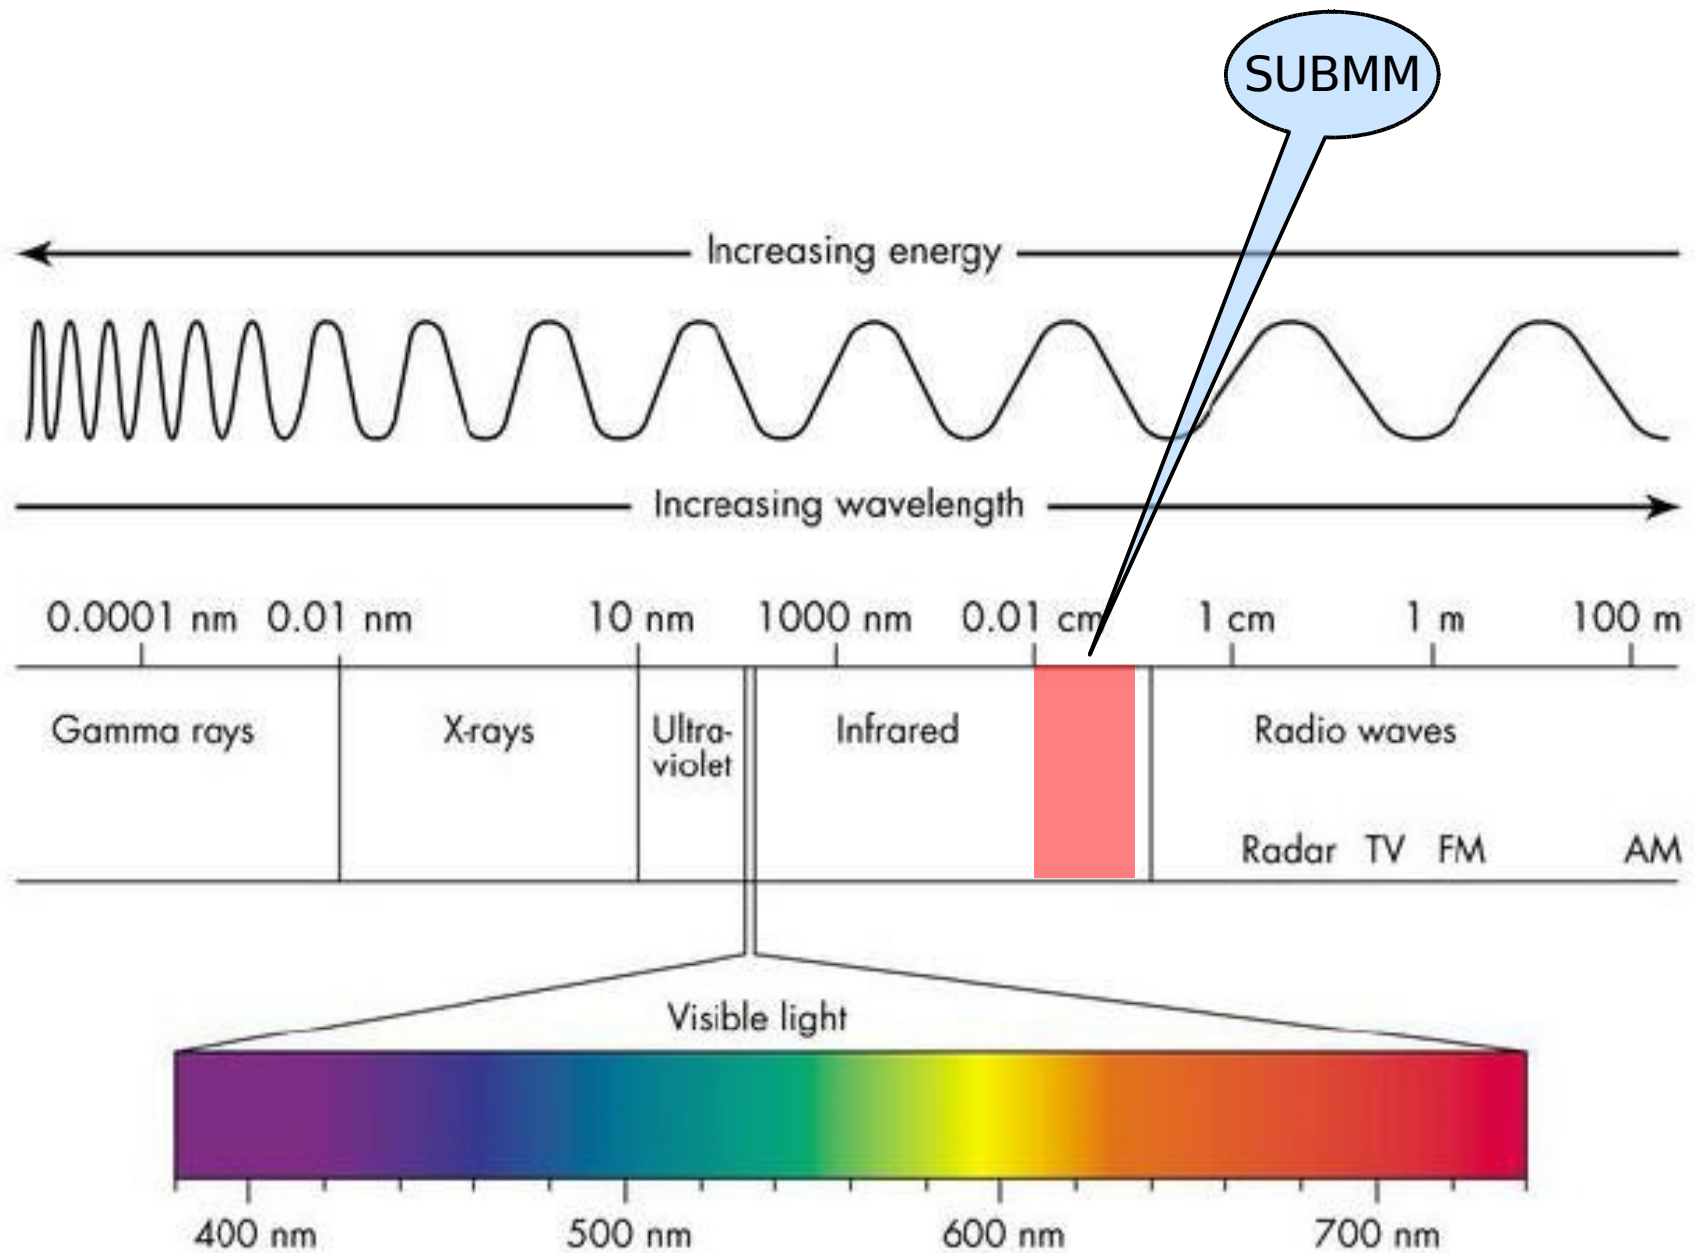 SUBMM
Increasing energy
Increasing wavelength
0.0001 nm 0.01 nm 10 nm 1000 nm 0.01 cm 1 cm 1 m 100 m
Gamma rays X-rays Ultra- Infrared Radio waves
violet
Radar TV FM AM
Visible light
400 nm 500 nm 600 nm 700 nm